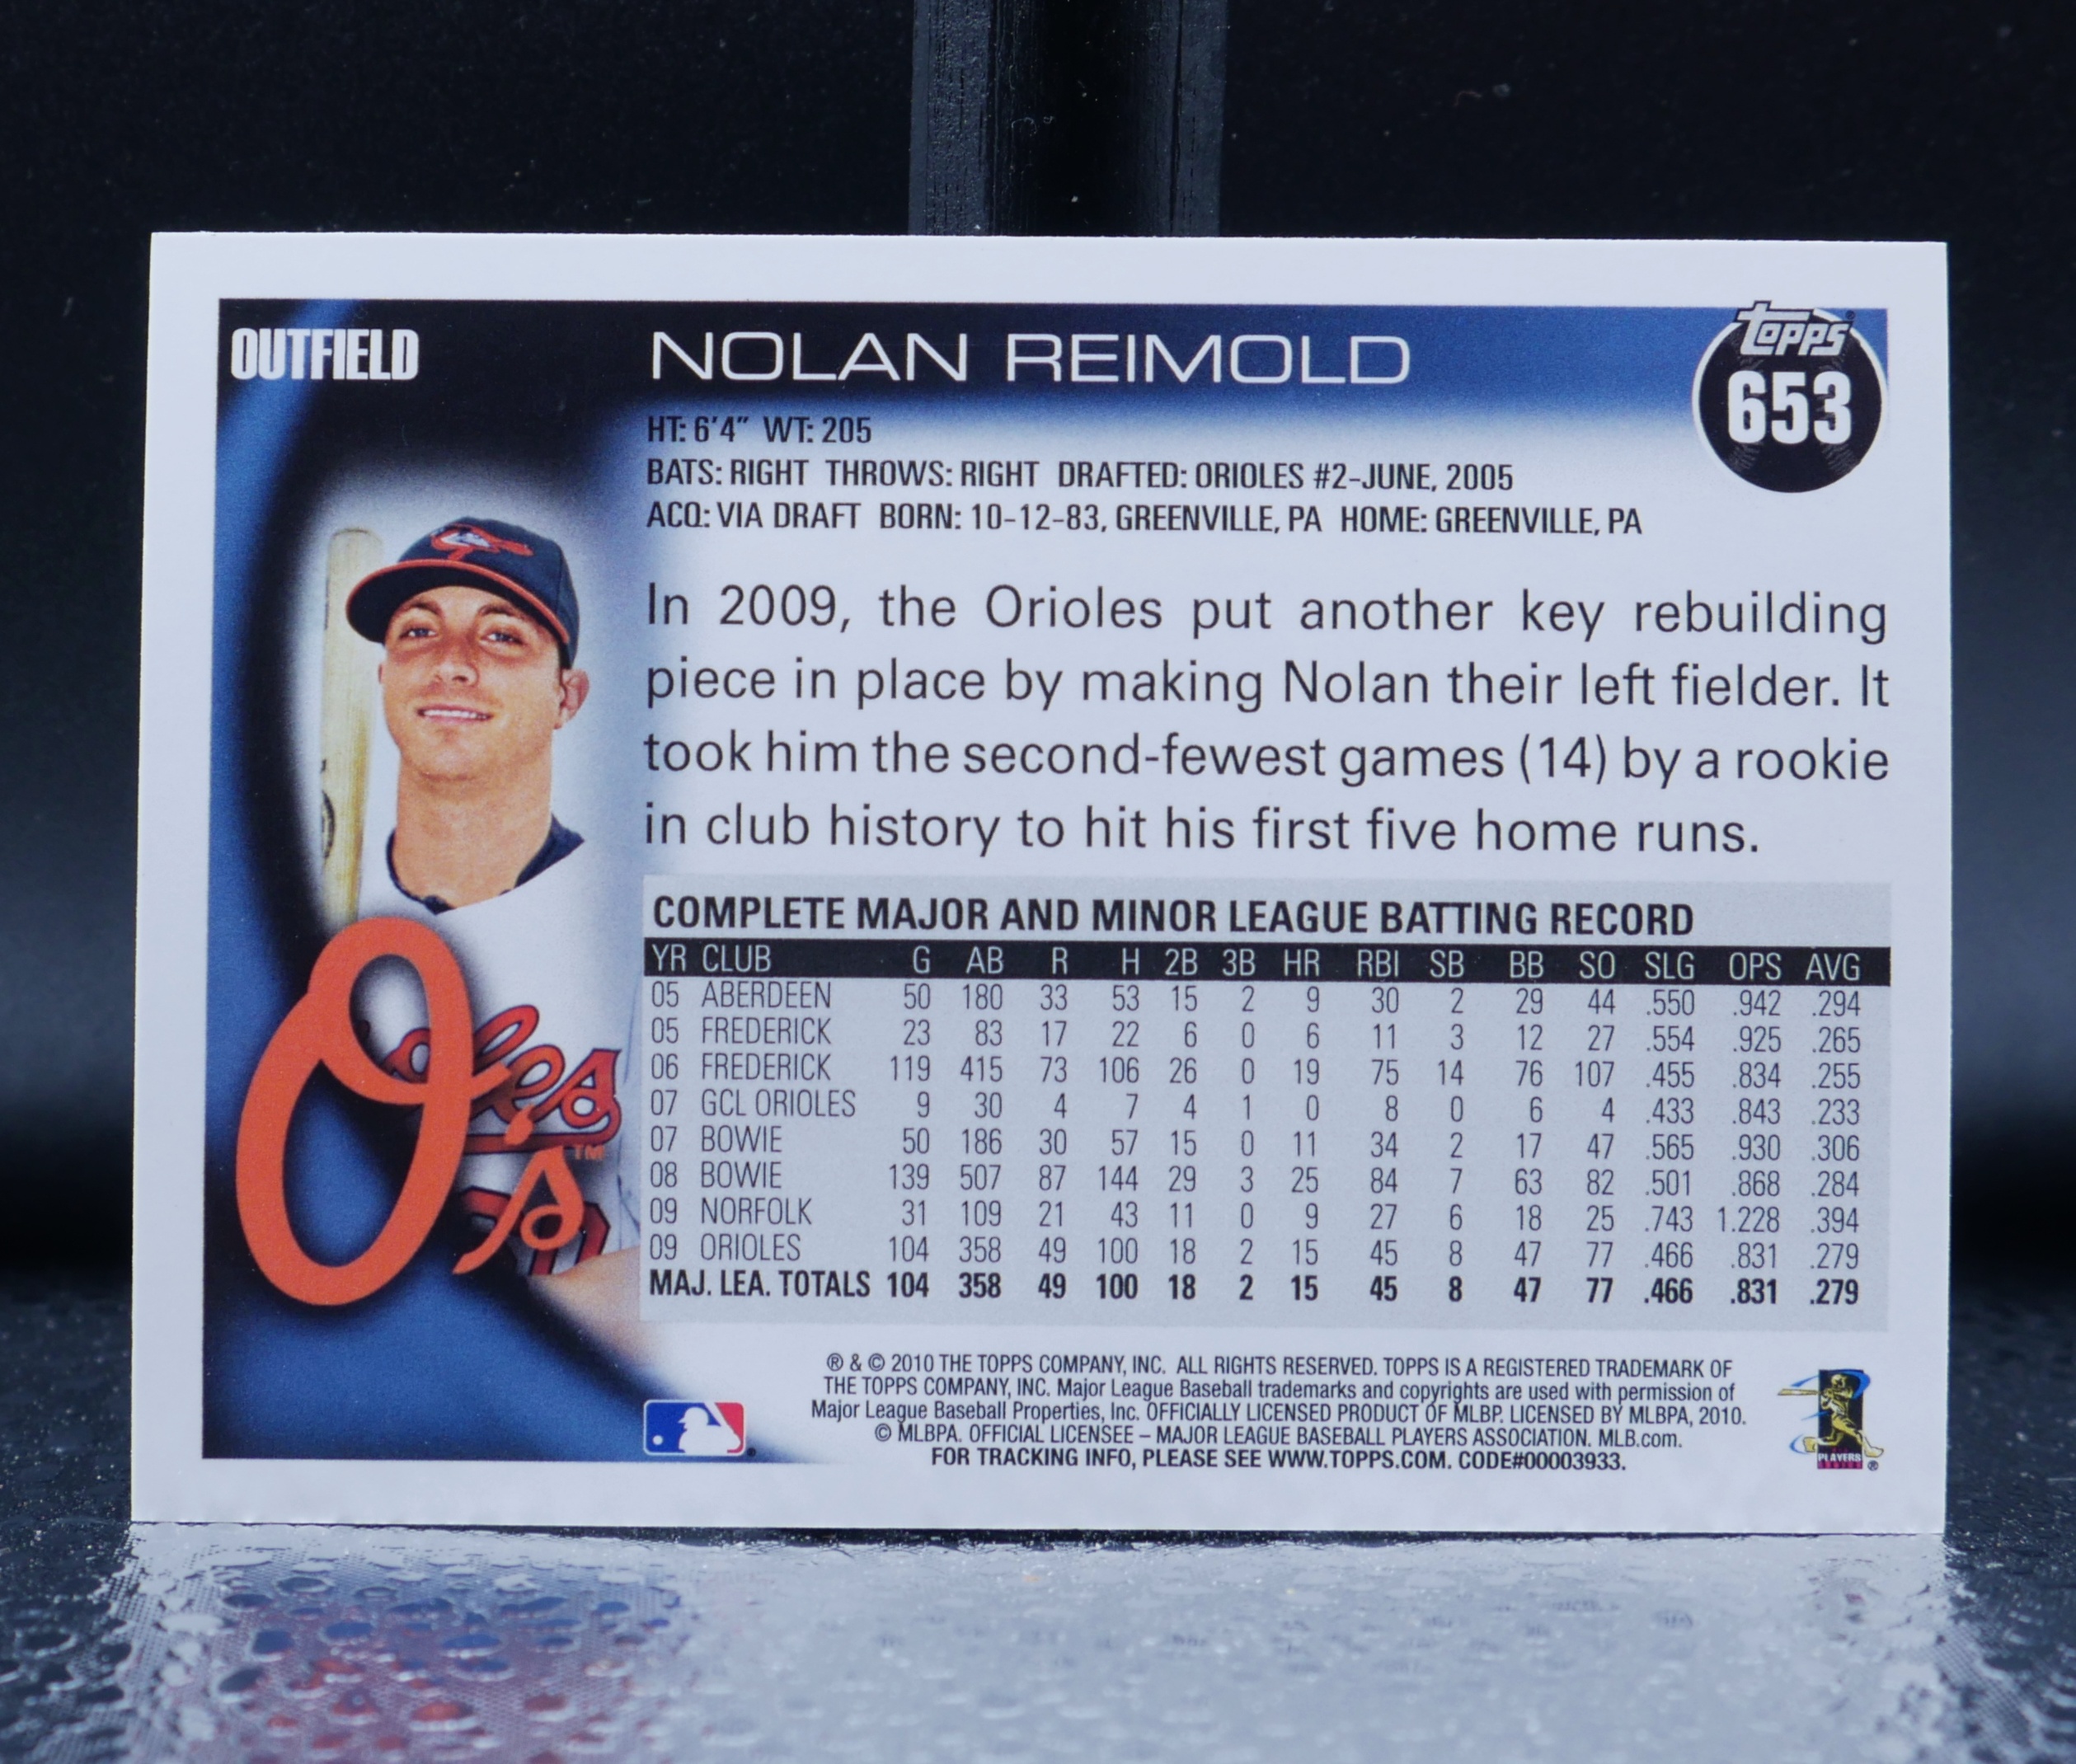 OUTFIELD
NOLAN REIMOLD
TOPPS®
653
HT: 6'4" WT: 205
BATS: RIGHT THROWS: RIGHT DRAFTED: ORIOLES #2-JUNE, 2005
ACQ: VIA DRAFT BORN: 10-12-83, GREENVILLE, PA HOME: GREENVILLE, PA
In 2009, the Orioles put another key rebuilding
piece in place by making Nolan their left fielder. It
took him the second-fewest games (14) by a rookie
in club history to hit his first five home runs.
O's™
COMPLETE MAJOR AND MINOR LEAGUE BATTING RECORD
YR CLUB G AB R H 2B 3B HR RBI SB BB SO SLG OPS AVG
05 ABERDEEN 50 180 33 53 15 2 9 30 2 29 44 .550 .942 .294
05 FREDERICK 23 83 17 22 6 0 6 11 3 12 27 .554 .925 .265
06 FREDERICK 119 415 73 106 26 0 19 75 14 76 107 .455 .834 .255
07 GCL ORIOLES 9 30 4 7 4 1 0 8 0 6 4 .433 .843 .233
07 BOWIE 50 186 30 57 15 0 11 34 2 17 47 .565 .930 .306
08 BOWIE 139 507 87 144 29 3 25 84 7 63 82 .501 .868 .284
09 NORFOLK 31 109 21 43 11 0 9 27 6 18 25 .743 1.228 .394
09 ORIOLES 104 358 49 100 18 2 15 45 8 47 77 .466 .831 .279
MAJ. LEA. TOTALS 104 358 49 100 18 2 15 45 8 47 77 .466 .831 .279
® & © 2010 THE TOPPS COMPANY, INC. ALL RIGHTS RESERVED. TOPPS IS A REGISTERED TRADEMARK OF
THE TOPPS COMPANY, INC. Major League Baseball trademarks and copyrights are used with permission of
Major League Baseball Properties, Inc. OFFICIALLY LICENSED PRODUCT OF MLBP. LICENSED BY MLBPA, 2010.
© MLBPA. OFFICIAL LICENSEE – MAJOR LEAGUE BASEBALL PLAYERS ASSOCIATION. MLB.com.
FOR TRACKING INFO, PLEASE SEE WWW.TOPPS.COM. CODE#00003933.
PLAYERS
®